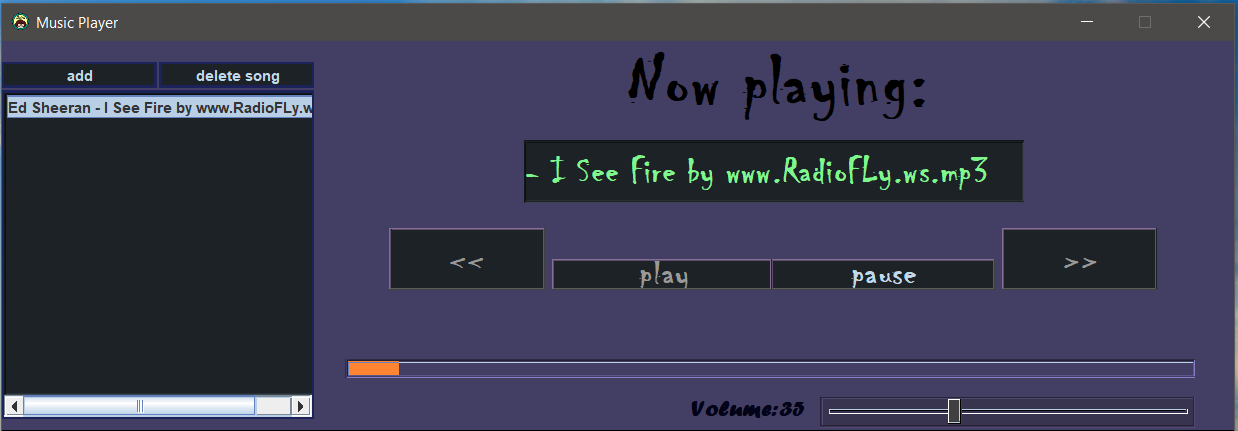 Music Player
add
delete song
Ed Sheeran - I See Fire by www.RadioFLy.w
Now playing:
- I See Fire by www.RadioFLy.ws.mp3
<<
play
pause
>>
Volume:35